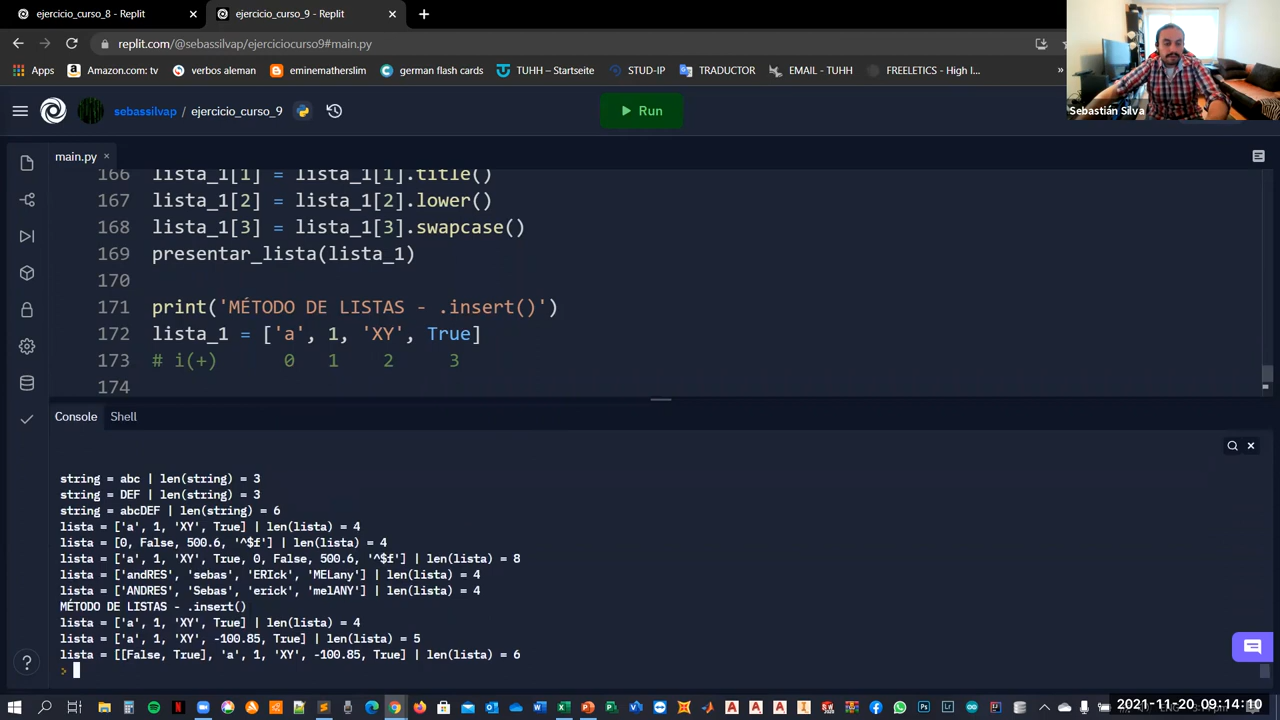 ejercicio_curso_8 - Replit
ejercicio_curso_9 - Replit
replit.com/@sebassilvap/ejerciciocurso9#main.py
Apps
Amazon.com: tv
verbos aleman
eminematherslim
germanfull cursos
TUHH – Startseite
STUD-IP
TRADUCTOR
EMAIL - TUHH
FREELETICS - High I...
»
Sebastián Silva
sebassilvap / ejercicio_curso_9
Run
main.py
166 lista_1[1] = lista_1[1].title()
167 lista_1[2] = lista_1[2].lower()
168 lista_1[3] = lista_1[3].swapcase()
169 presentar_lista(lista_1)
170
171 print('MÉTODO DE LISTAS - .insert()')
172 lista_1 = ['a', 1, 'XY', True]
173 # i(+) 0 1 2 3
174
Console Shell
string = abc | len(string) = 3
string = DEF | len(string) = 3
string = abcDEF | len(string) = 6
lista = ['a', 1, 'XY', True] | len(lista) = 4
lista = [0, False, 500.6, '^$f'] | len(lista) = 4
lista = ['a', 1, 'XY', True, 0, False, 500.6, '^$f'] | len(lista) = 8
lista = ['andRES', 'sebas', 'ERIck', 'MELany'] | len(lista) = 4
lista = ['ANDRES', 'Sebas', 'erick', 'melANY'] | len(lista) = 4
MÉTODO DE LISTAS - .insert()
lista = ['a', 1, 'XY', True] | len(lista) = 4
lista = ['a', 1, 'XY', -100.85, True] | len(lista) = 5
lista = [[False, True], 'a', 1, 'XY', -100.85, True] | len(lista) = 6
>
?
2021-11-20 09:14:10